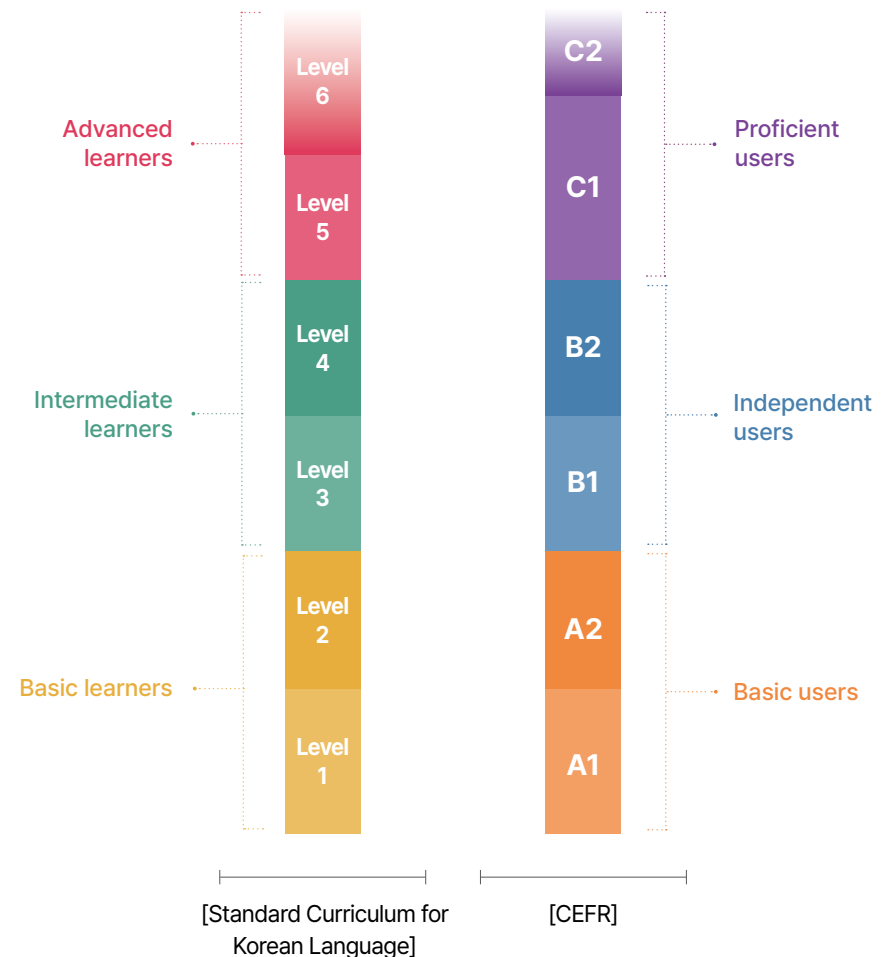 Advanced
learners
Intermediate
learners
Basic learners
Level
6
Level
5
Level
4
Level
3
Level
2
Level
1
[Standard Curriculum for
Korean Language]
C2
C1
B2
B1
A2
A1
[CEFR]
Proficient
users
Independent
users
Basic users